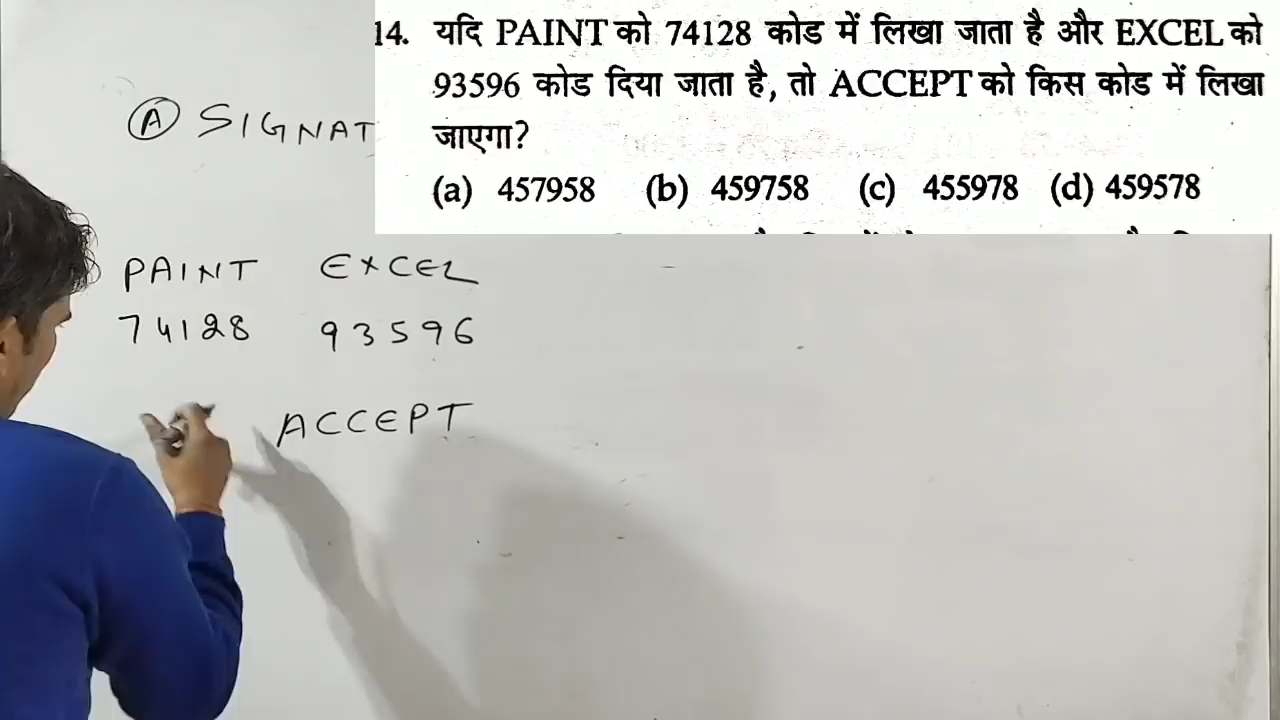 14. यदि PAINT को 74128 कोड में लिखा जाता है और EXCEL को
93596 कोड दिया जाता है, तो ACCEPT को किस कोड में लिखा
जाएगा?
(a) 457958 (b) 459758 (c) 455978 (d) 459578
(A) SIGNAT
PAINT EXCEL
74128 93596
ACCEPT